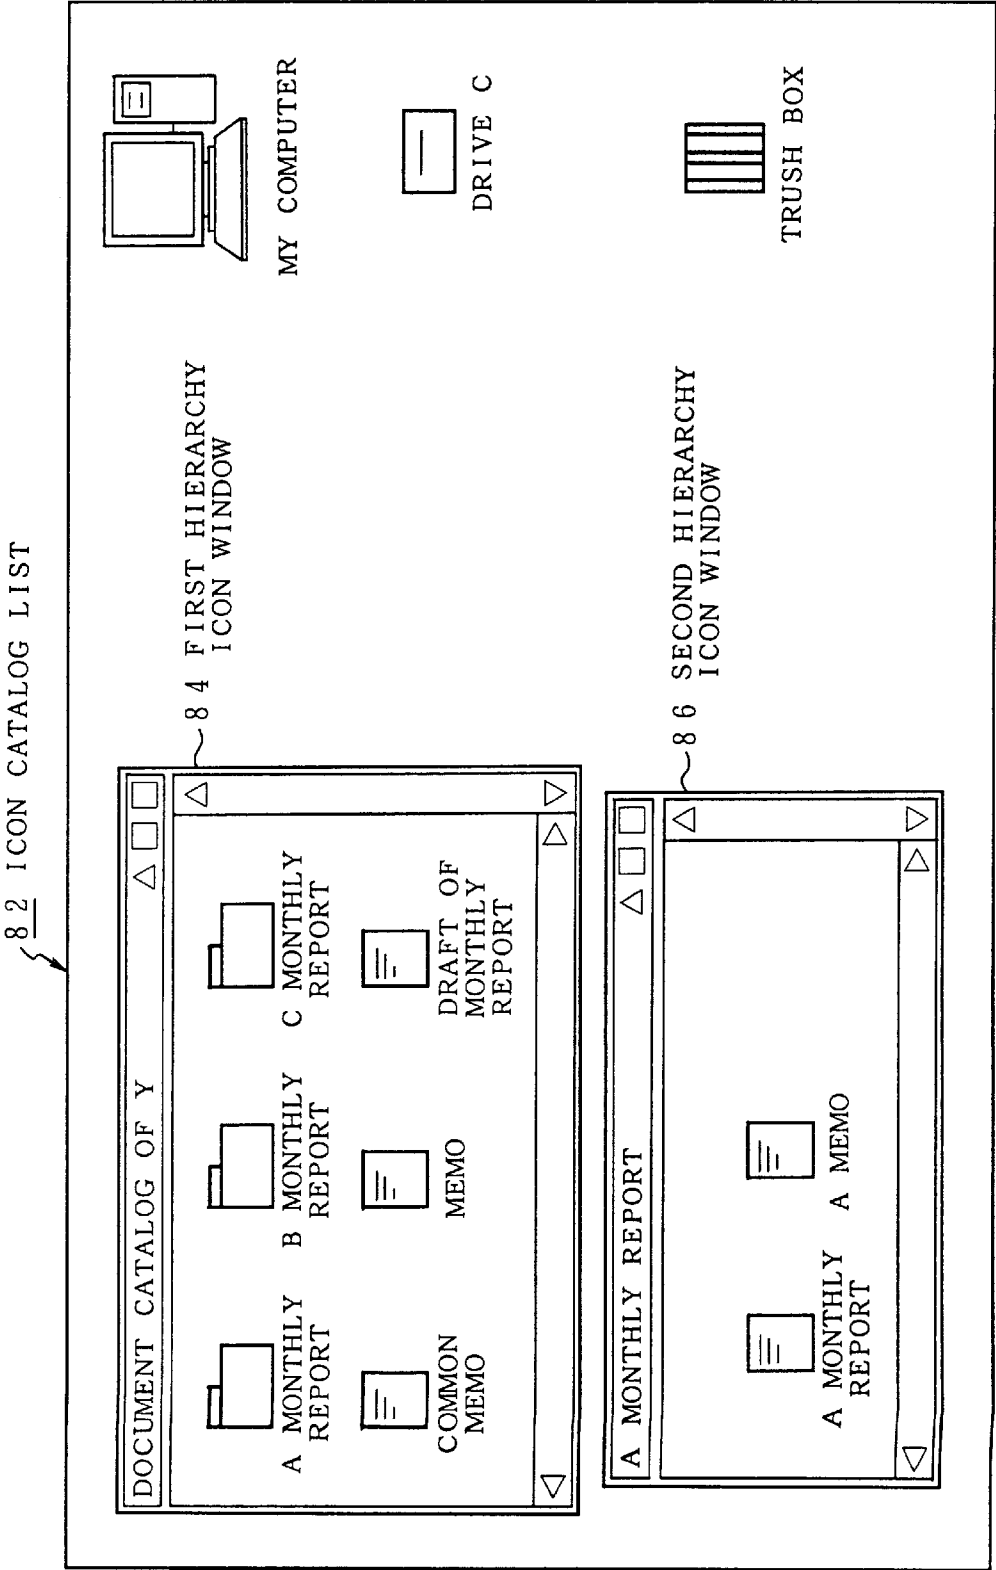 82 ICON CATALOG LIST
DOCUMENT CATALOG OF Y
A MONTHLY
REPORT
B MONTHLY
REPORT
C MONTHLY
REPORT
COMMON
MEMO
MEMO
DRAFT OF
MONTHLY
REPORT
84 FIRST HIERARCHY
ICON WINDOW
MY COMPUTER
DRIVE C
A MONTHLY REPORT
A MONTHLY
REPORT
A MEMO
86 SECOND HIERARCHY
ICON WINDOW
TRUSH BOX